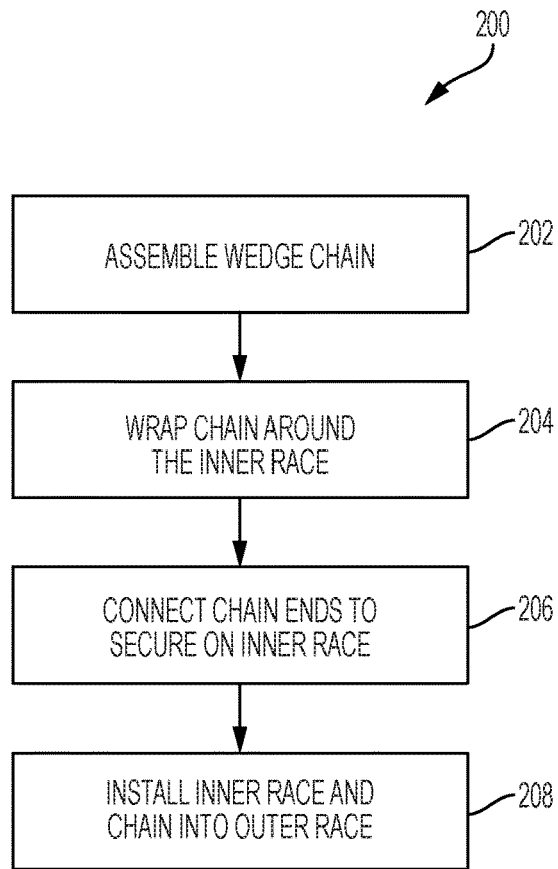 200
ASSEMBLE WEDGE CHAIN
202
WRAP CHAIN AROUND
THE INNER RACE
204
CONNECT CHAIN ENDS TO
SECURE ON INNER RACE
206
INSTALL INNER RACE AND
CHAIN INTO OUTER RACE
208